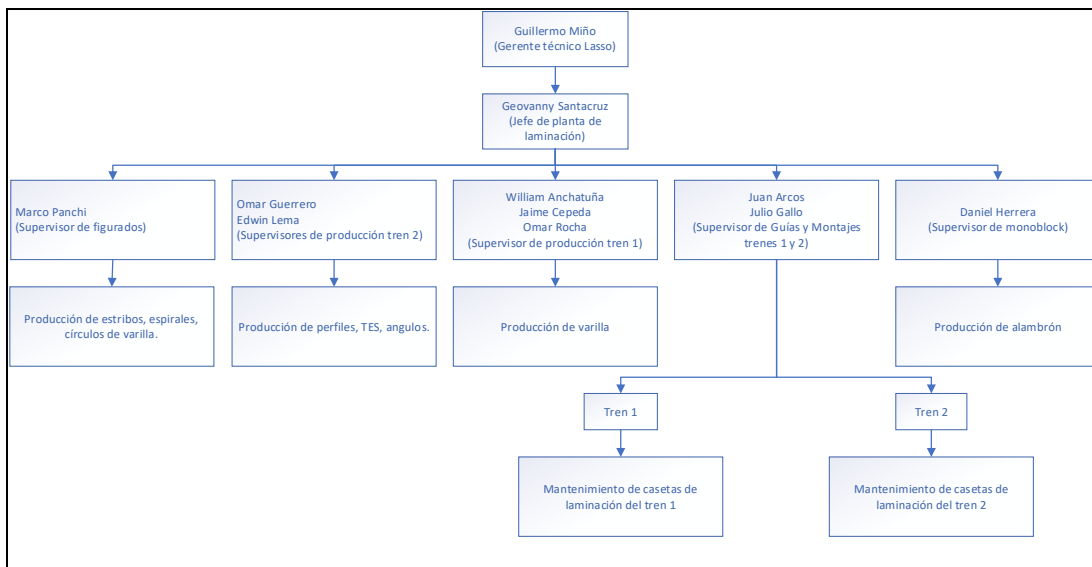 Guillermo Miño
(Gerente técnico Lasso)
Geovanny Santacruz
(Jefe de planta de
laminación)
Marco Panchi
(Supervisor de figurados)
Omar Guerrero
Edwin Lema
(Supervisores de producción tren 2)
William Anchatuña
Jaime Cepeda
Omar Rocha
(Supervisor de producción tren 1)
Juan Arcos
Julio Gallo
(Supervisor de Guías y Montajes
trenes 1 y 2)
Daniel Herrera
(Supervisor de monoblock)
Producción de estribos, espirales,
círculos de varilla.
Producción de perfiles, TES, angulos.
Producción de varilla
Producción de alambrón
Tren 1
Tren 2
Mantenimiento de casetas de
laminación del tren 1
Mantenimiento de casetas de
laminación del tren 2